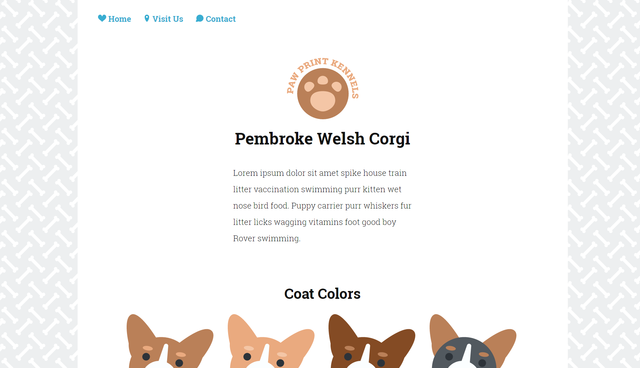 Home Visit Us Contact
PAW PRINT KENNELS
Pembroke Welsh Corgi
Lorem ipsum dolor sit amet spike house train
litter vaccination swimming purr kitten wet
nose bird food. Puppy carrier purr whiskers fur
litter licks wagging vitamins foot good boy
Rover swimming.
Coat Colors